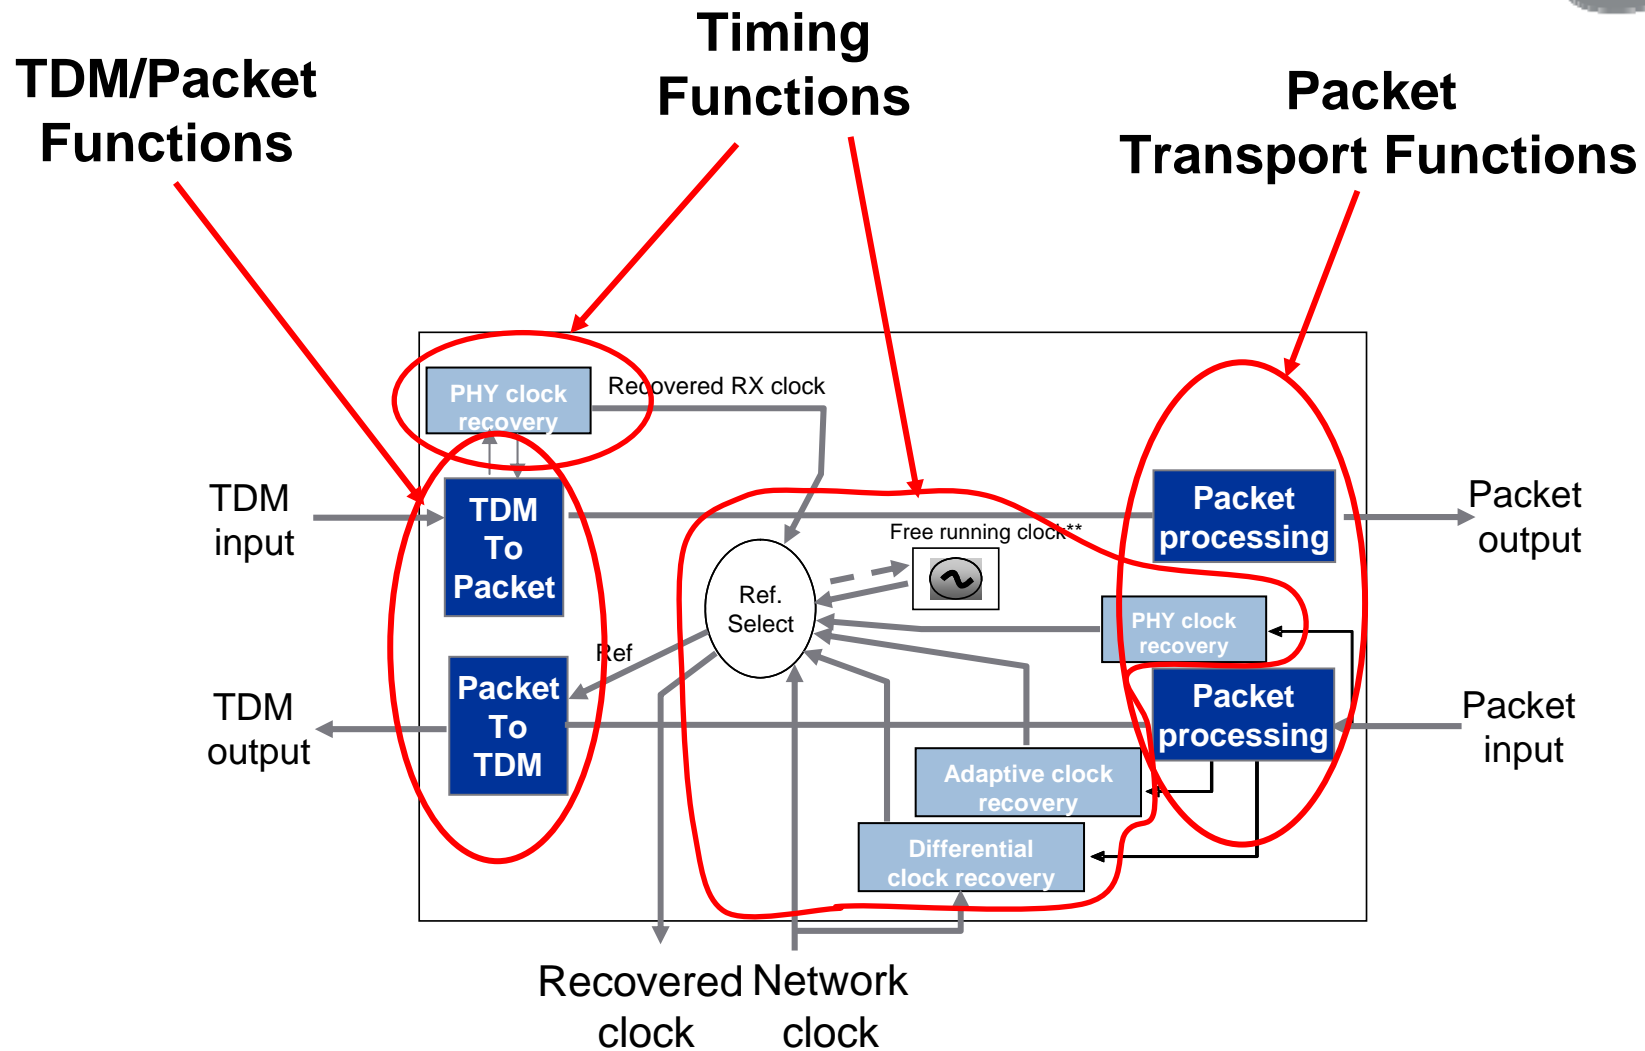 Timing
Functions
TDM/Packet
Functions
Packet
Transport Functions
PHY clock
recovery
Recovered RX clock
TDM
input
TDM
To
Packet
Packet
processing
Packet
output
Free running clock**
Ref.
Select
PHY clock
recovery
Ref
TDM
output
Packet
To
TDM
Packet
processing
Packet
input
Adaptive clock
recovery
Differential
clock recovery
Recovered
clock
Network
clock